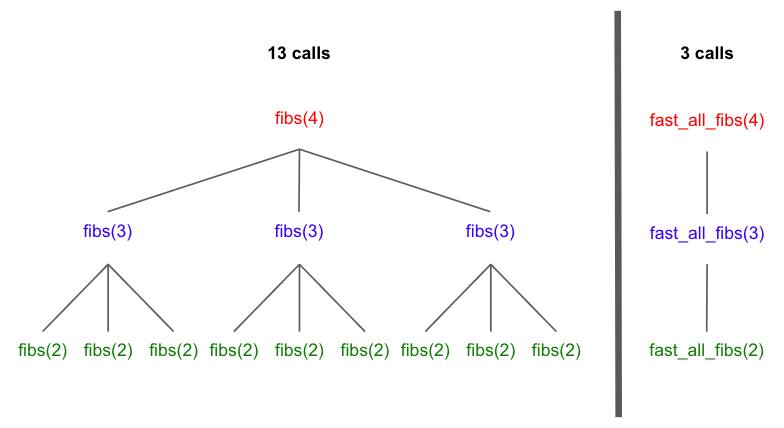 13 calls
3 calls
fibs(4)
fast_all_fibs(4)
fibs(3) fibs(3) fibs(3)
fast_all_fibs(3)
fibs(2) fibs(2) fibs(2) fibs(2) fibs(2) fibs(2) fibs(2) fibs(2) fibs(2)
fast_all_fibs(2)